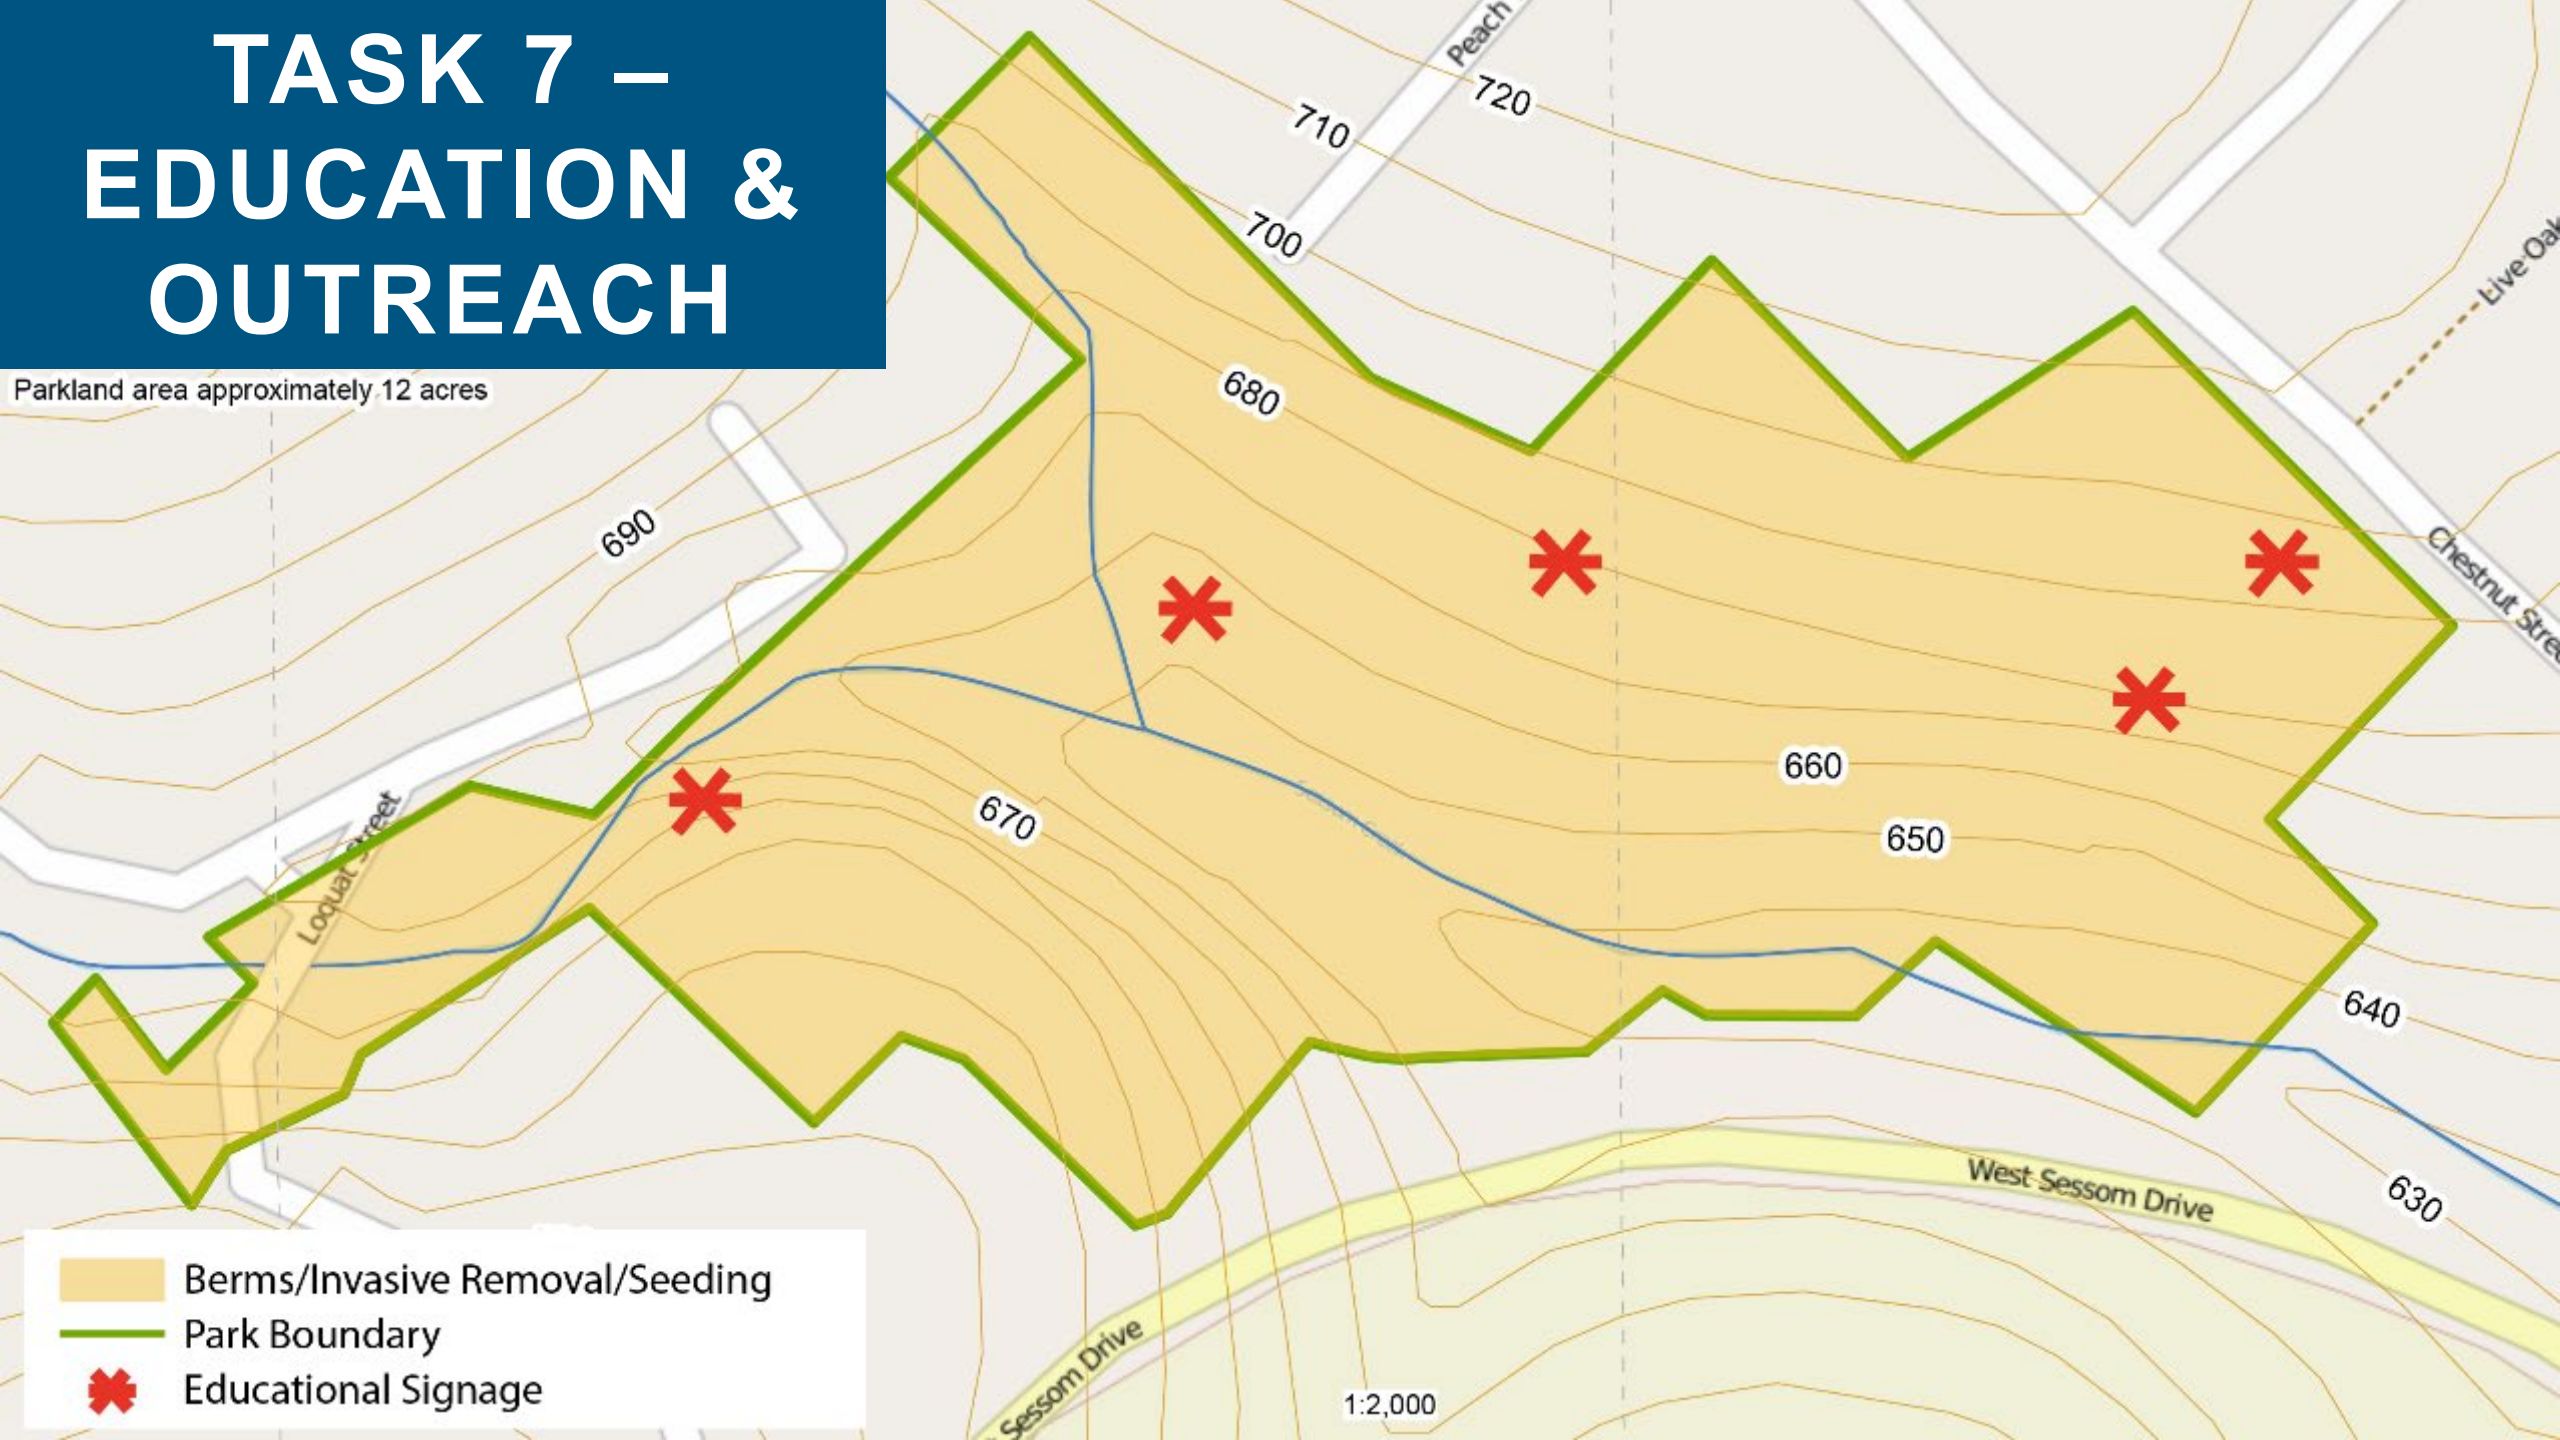 TASK 7 –
EDUCATION &
OUTREACH
Parkland area approximately 12 acres
Peach
720
710
700
680
690
Live Oak
Chestnut Street
670
660
650
640
630
Loquat Street
West Sessom Drive
Sessom Drive
Berms/Invasive Removal/Seeding
Park Boundary
Educational Signage
1:2,000